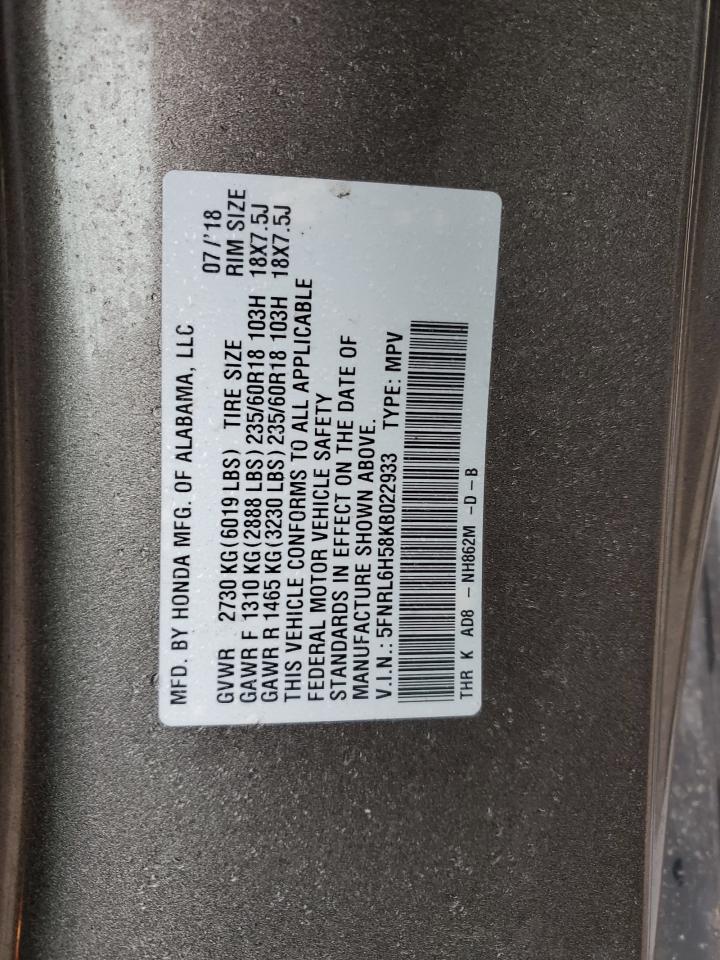 MFD. BY HONDA MFG. OF ALABAMA, LLC 07/'18
GVWR 2730 KG (6019 LBS) TIRE SIZE RIM SIZE
GAWR F 1310 KG (2888 LBS) 235/60R18 103H 18X7.5J
GAWR R 1465 KG (3230 LBS) 235/60R18 103H 18X7.5J
THIS VEHICLE CONFORMS TO ALL APPLICABLE
FEDERAL MOTOR VEHICLE SAFETY
STANDARDS IN EFFECT ON THE DATE OF
MANUFACTURE SHOWN ABOVE.
V.I.N.: 5FNRL6H58KB022933 TYPE: MPV
THR K AD8 - NH862M -D-B